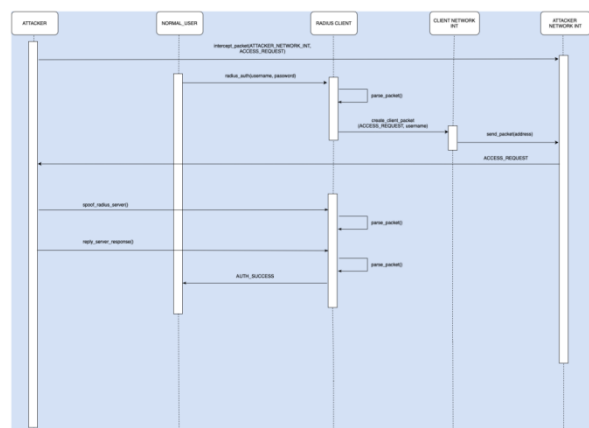 ATTACKER
NORMAL_USER
RADIUS CLIENT
CLIENT NETWORK
INT
ATTACKER
NETWORK INT
intercept_packet(ATTACKER_NETWORK_INT,
ACCESS_REQUEST)
radius_auth(username, password)
parse_packet()
create_client_packet
(ACCESS_REQUEST, username)
send_packet(address)
ACCESS_REQUEST
spoof_radius_server()
parse_packet()
reply_server_response()
parse_packet()
AUTH_SUCCESS